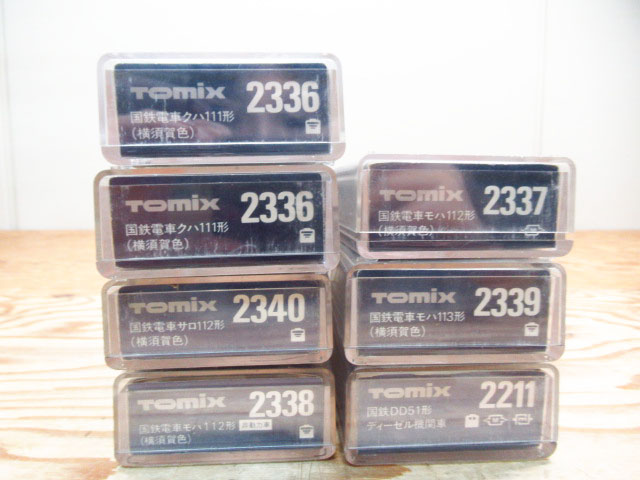 TOMIX 2336
国鉄電車クハ111形
(横須賀色)
TOMIX 2336
国鉄電車クハ111形
(横須賀色)
TOMIX 2340
国鉄電車サロ112形
(横須賀色)
TOMIX 2338
国鉄電車モハ112形
(横須賀色)
TOMIX 2337
国鉄電車モハ112形
(横須賀色)
TOMIX 2339
国鉄電車モハ113形
(横須賀色)
TOMIX 2211
国鉄DD51形
ディーゼル機関車